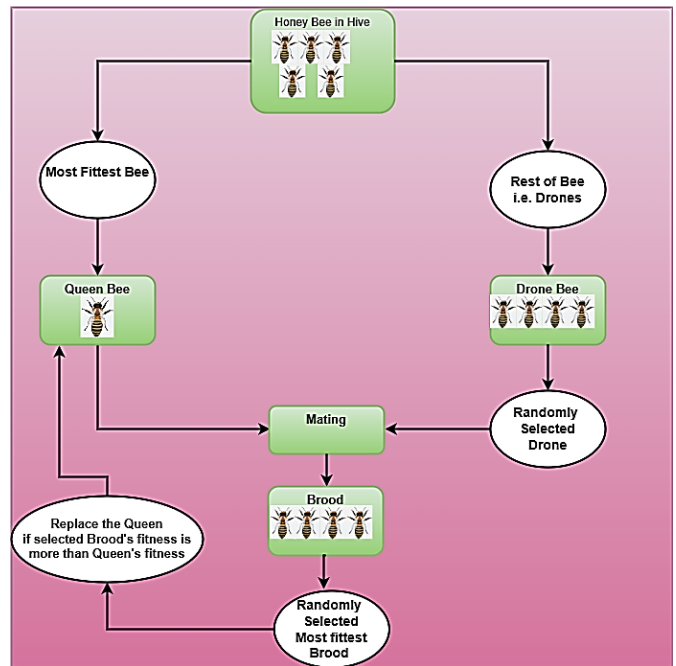 Honey Bee in Hive
Most Fittest Bee
Rest of Bee
i.e. Drones
Queen Bee
Drone Bee
Mating
Randomly
Selected
Drone
Brood
Replace the Queen
if selected Brood's fitness is
more than Queen's fitness
Randomly
Selected
Most fittest
Brood